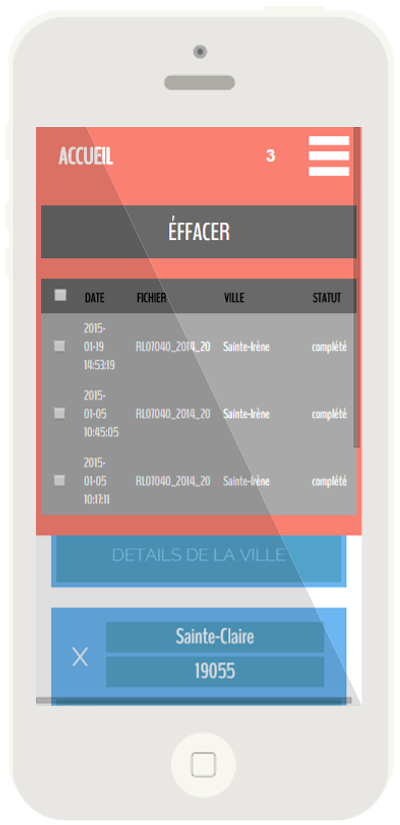 ACCUEIL 3
ÉFFACER
DATE FICHIER VILLE STATUT
2015-
01-19
14:53:19
RL07040_2014_20 Sainte-Irène complété
2015-
01-05
10:45:05
RL07040_2014_20 Sainte-Irène complété
2015-
01-05
10:17:11
RL07040_2014_20 Sainte-Irène complété
DETAILS DE LA VILLE
X
Sainte-Claire
19055